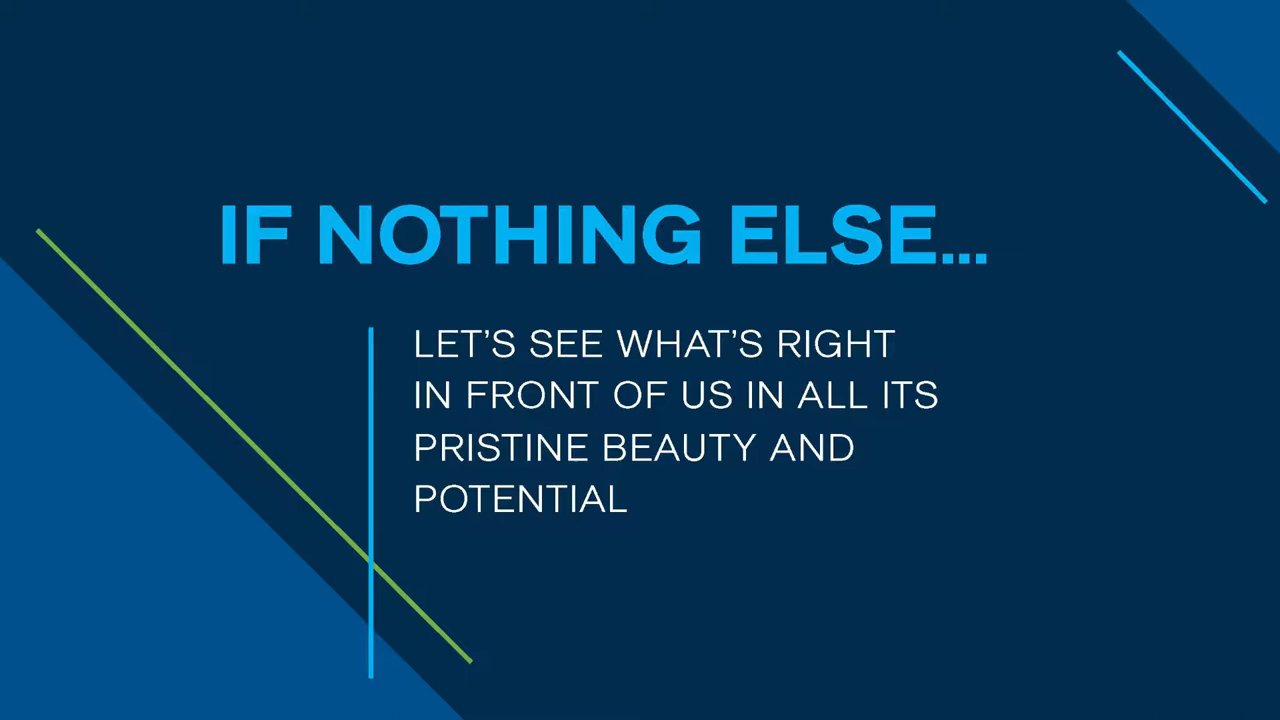 IF NOTHING ELSE...
LET’S SEE WHAT’S RIGHT
IN FRONT OF US IN ALL ITS
PRISTINE BEAUTY AND
POTENTIAL